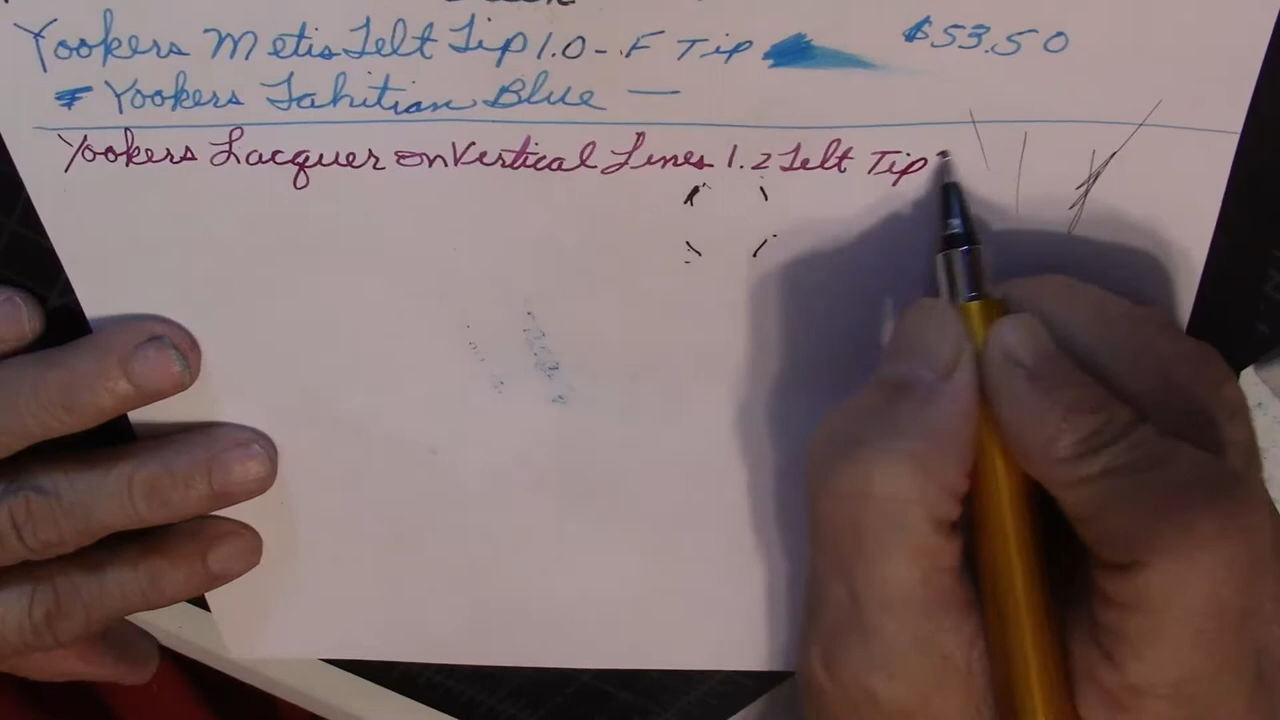 Yookers Metis Felt Tip 1.0 - F Tip $53.50
Yookers Tahitian Blue —
Yookers Lacquer on Vertical Lines 1.2 Felt Tip